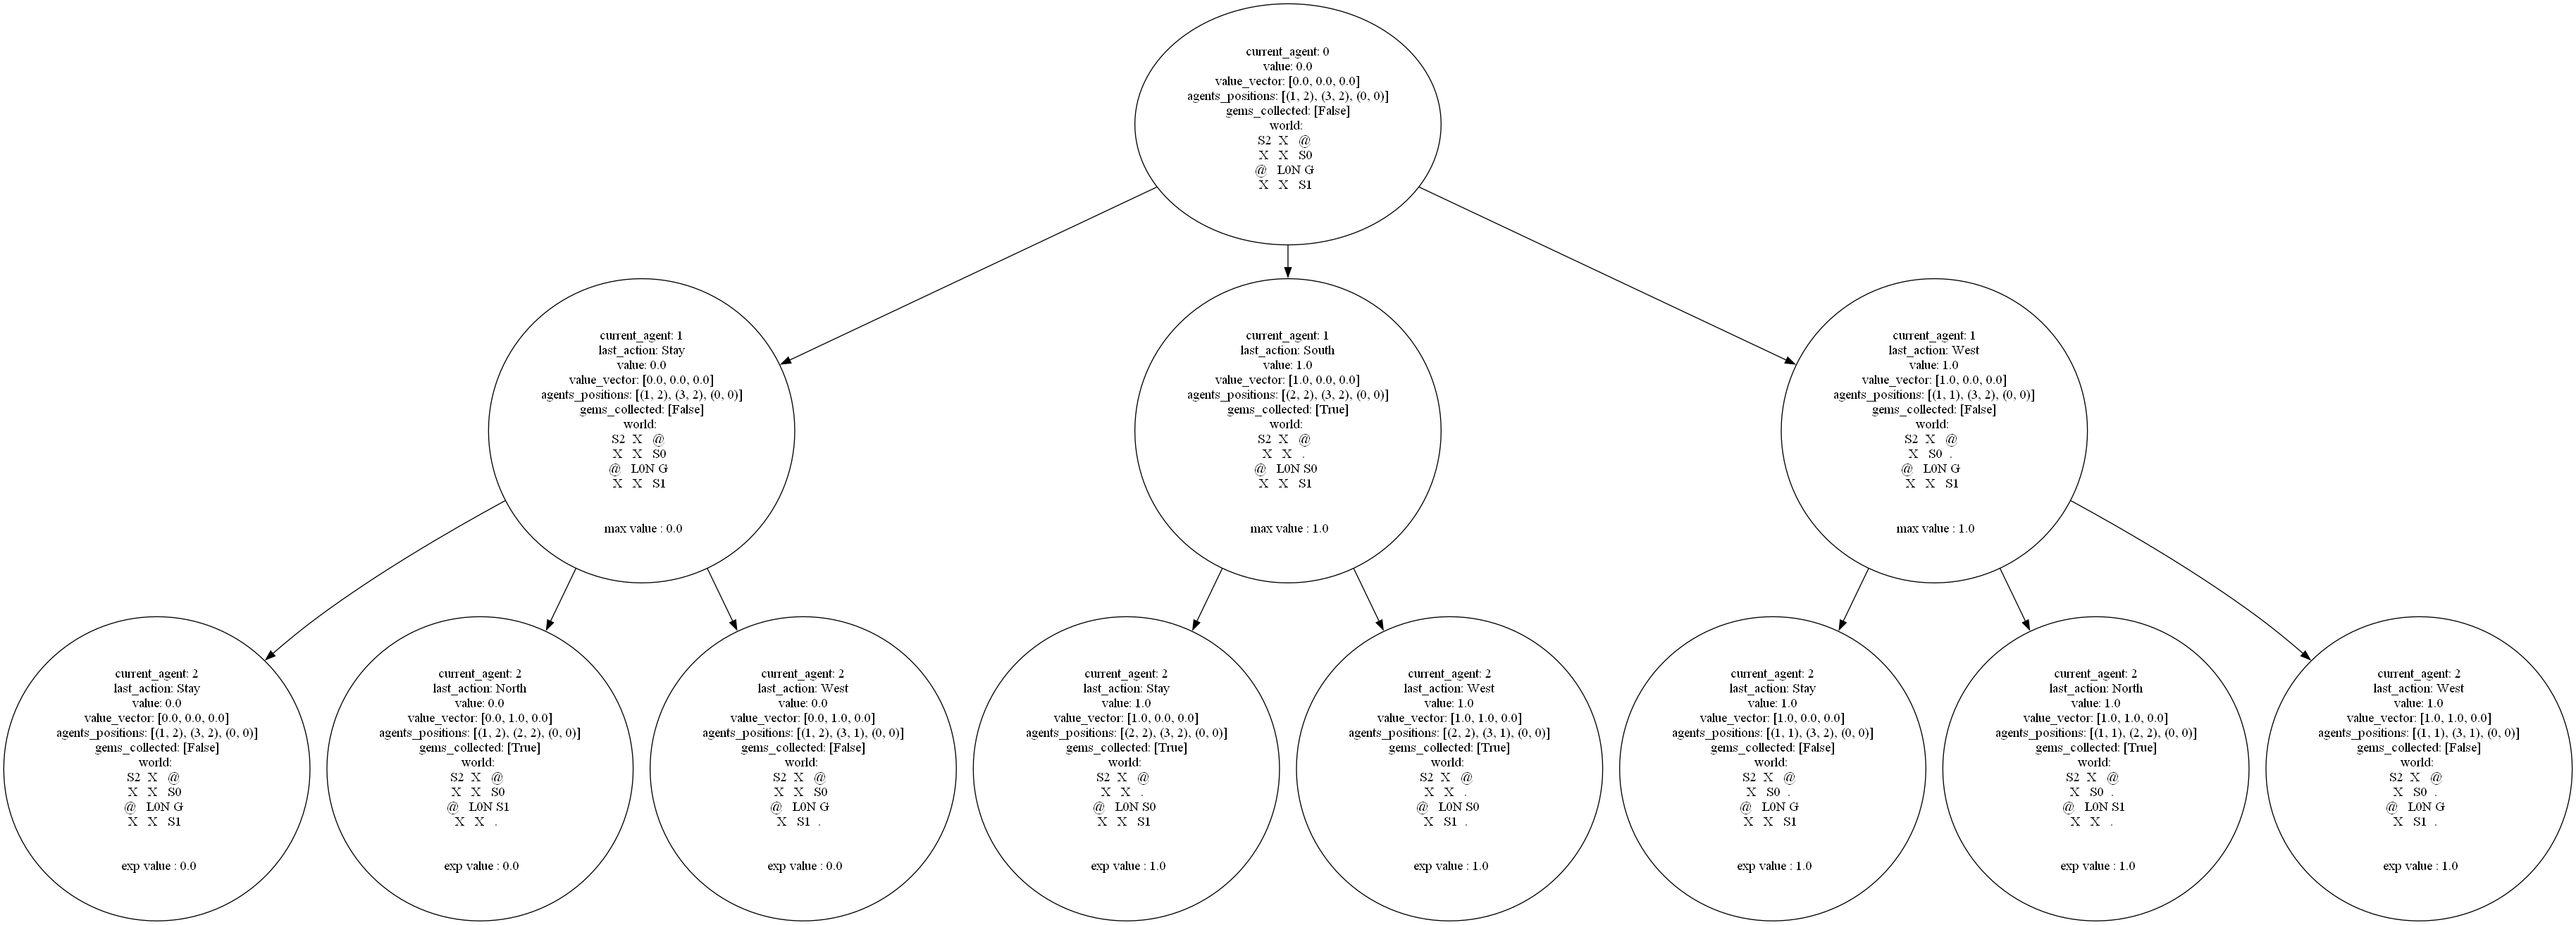 current_agent: 0
value: 0.0
value_vector: [0.0, 0.0, 0.0]
agents_positions: [(1, 2), (3, 2), (0, 0)]
gems_collected: [False]
world:
S2 X @
X X S0
@ L0N G
X X S1
current_agent: 1
last_action: Stay
value: 0.0
value_vector: [0.0, 0.0, 0.0]
agents_positions: [(1, 2), (3, 2), (0, 0)]
gems_collected: [False]
world:
S2 X @
X X S0
@ L0N G
X X S1
max value : 0.0
current_agent: 1
last_action: South
value: 1.0
value_vector: [1.0, 0.0, 0.0]
agents_positions: [(2, 2), (3, 2), (0, 0)]
gems_collected: [True]
world:
S2 X @
X X .
@ L0N S0
X X S1
max value : 1.0
current_agent: 1
last_action: West
value: 1.0
value_vector: [1.0, 0.0, 0.0]
agents_positions: [(1, 1), (3, 2), (0, 0)]
gems_collected: [False]
world:
S2 X @
X S0 .
@ L0N G
X X S1
max value : 1.0
current_agent: 2
last_action: Stay
value: 0.0
value_vector: [0.0, 0.0, 0.0]
agents_positions: [(1, 2), (3, 2), (0, 0)]
gems_collected: [False]
world:
S2 X @
X X S0
@ L0N G
X X S1
exp value : 0.0
current_agent: 2
last_action: North
value: 0.0
value_vector: [0.0, 1.0, 0.0]
agents_positions: [(1, 2), (2, 2), (0, 0)]
gems_collected: [True]
world:
S2 X @
X X S0
@ L0N S1
X X .
exp value : 0.0
current_agent: 2
last_action: West
value: 0.0
value_vector: [0.0, 1.0, 0.0]
agents_positions: [(1, 2), (3, 1), (0, 0)]
gems_collected: [False]
world:
S2 X @
X X S0
@ L0N G
X S1 .
exp value : 0.0
current_agent: 2
last_action: Stay
value: 1.0
value_vector: [1.0, 0.0, 0.0]
agents_positions: [(2, 2), (3, 2), (0, 0)]
gems_collected: [True]
world:
S2 X @
X X .
@ L0N S0
X X S1
exp value : 1.0
current_agent: 2
last_action: West
value: 1.0
value_vector: [1.0, 1.0, 0.0]
agents_positions: [(2, 2), (3, 1), (0, 0)]
gems_collected: [True]
world:
S2 X @
X X .
@ L0N S0
X S1 .
exp value : 1.0
current_agent: 2
last_action: Stay
value: 1.0
value_vector: [1.0, 0.0, 0.0]
agents_positions: [(1, 1), (3, 2), (0, 0)]
gems_collected: [False]
world:
S2 X @
X S0 .
@ L0N G
X X S1
exp value : 1.0
current_agent: 2
last_action: North
value: 1.0
value_vector: [1.0, 1.0, 0.0]
agents_positions: [(1, 1), (2, 2), (0, 0)]
gems_collected: [True]
world:
S2 X @
X S0 .
@ L0N S1
X X .
exp value : 1.0
current_agent: 2
last_action: West
value: 1.0
value_vector: [1.0, 1.0, 0.0]
agents_positions: [(1, 1), (3, 1), (0, 0)]
gems_collected: [False]
world:
S2 X @
X S0 .
@ L0N G
X S1 .
exp value : 1.0